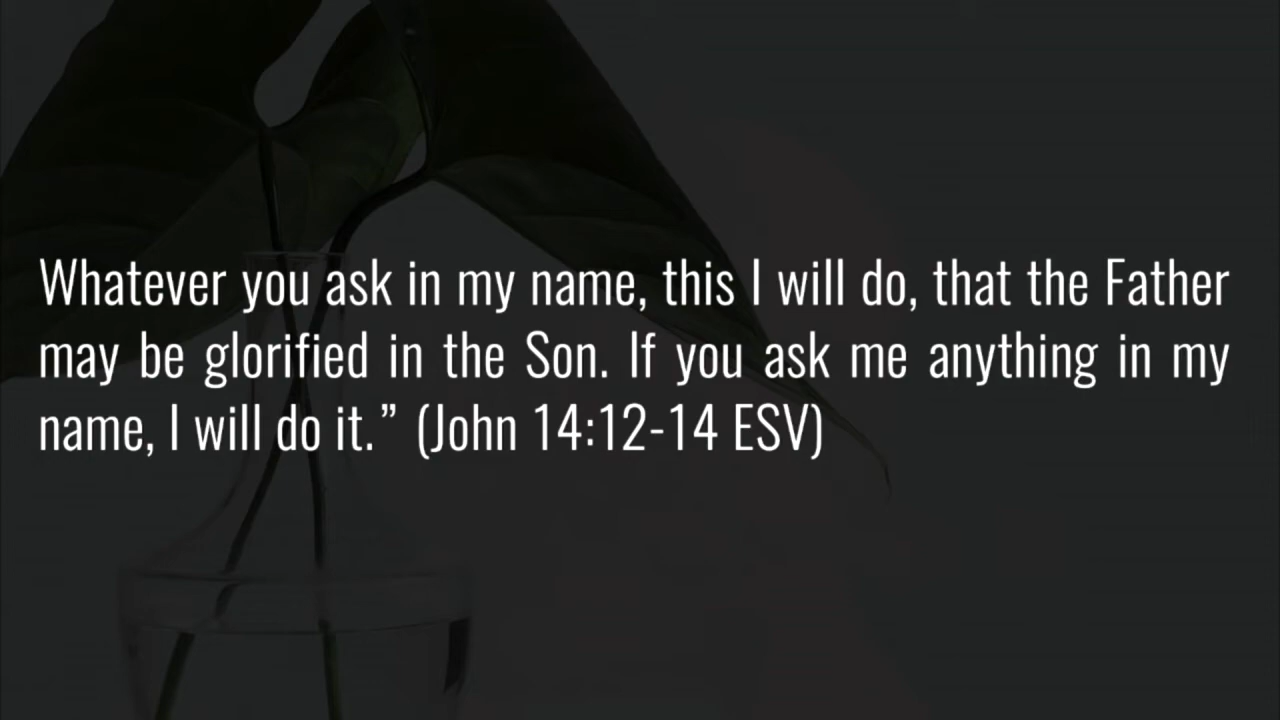 Whatever you ask in my name, this I will do, that the Father
may be glorified in the Son. If you ask me anything in my
name, I will do it.” (John 14:12-14 ESV)